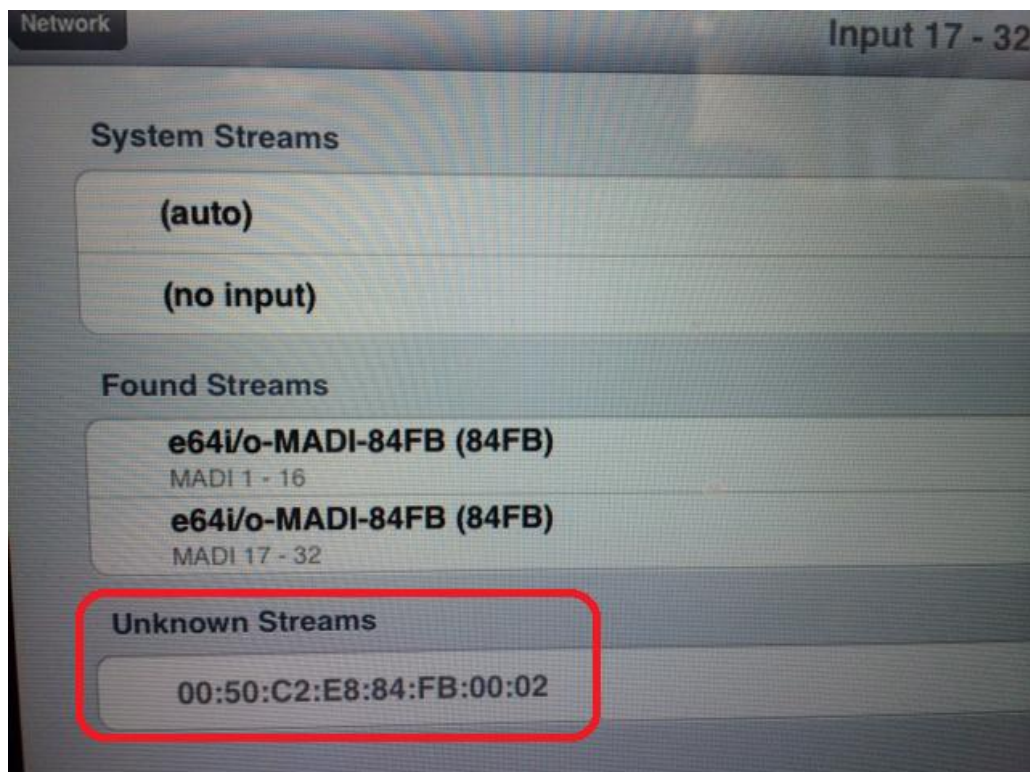 Network
Input 17 - 32
System Streams
(auto)
(no input)
Found Streams
e64i/o-MADI-84FB (84FB)
MADI 1 - 16
e64i/o-MADI-84FB (84FB)
MADI 17 - 32
Unknown Streams
00:50:C2:E8:84:FB:00:02